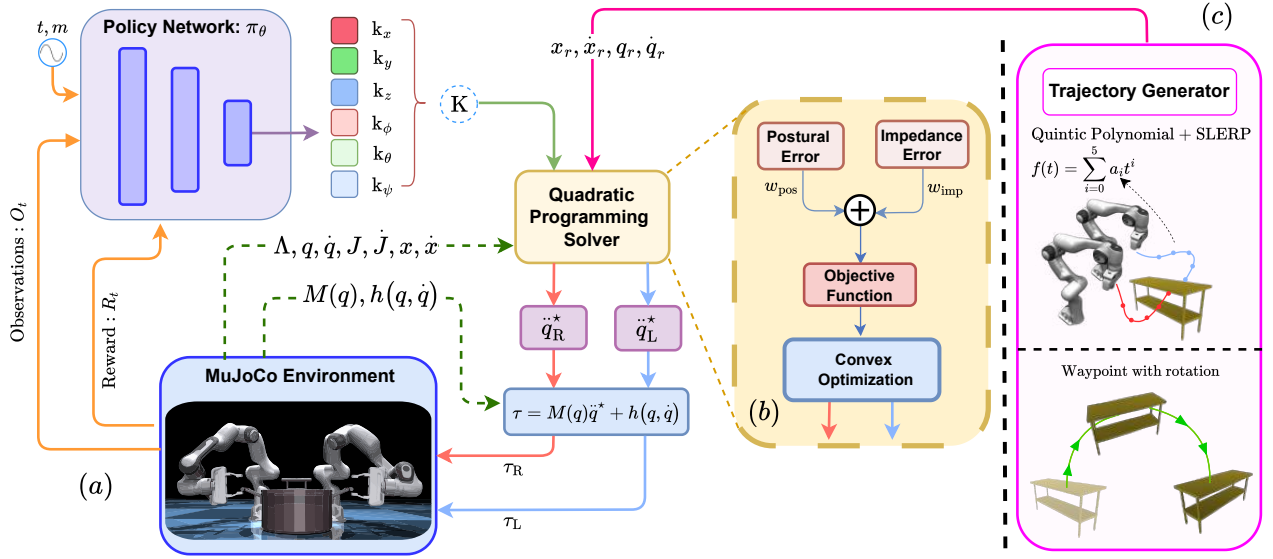 t, m
Policy Network: π_θ
k_x
k_y
k_z
k_ϕ
k_θ
k_ψ
K
x_r, ẋ_r, q_r, q̇_r
Observations : O_t
Reward : R_t
Λ, q, q̇, J, J̇, x, ẋ
M(q), h(q, q̇)
Quadratic
Programming
Solver
q̈_R^⋆
q̈_L^⋆
τ = M(q)q̈^⋆ + h(q, q̇)
τ_R
τ_L
MuJoCo Environment
(a)
Postural
Error
Impedance
Error
w_pos
w_imp
+
Objective
Function
Convex
Optimization
(b)
(c)
Trajectory Generator
Quintic Polynomial + SLERP
f(t) = ∑_{i=0}^{5} a_i t^i
Waypoint with rotation